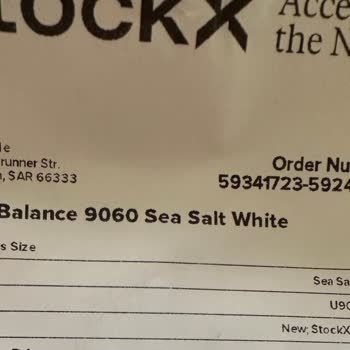 tockX
Acce
the N
le
runner Str.
, SAR 66333
Order Nu
59341723-5924
Balance 9060 Sea Salt White
s Size
Sea Sa
U90
New; StockX